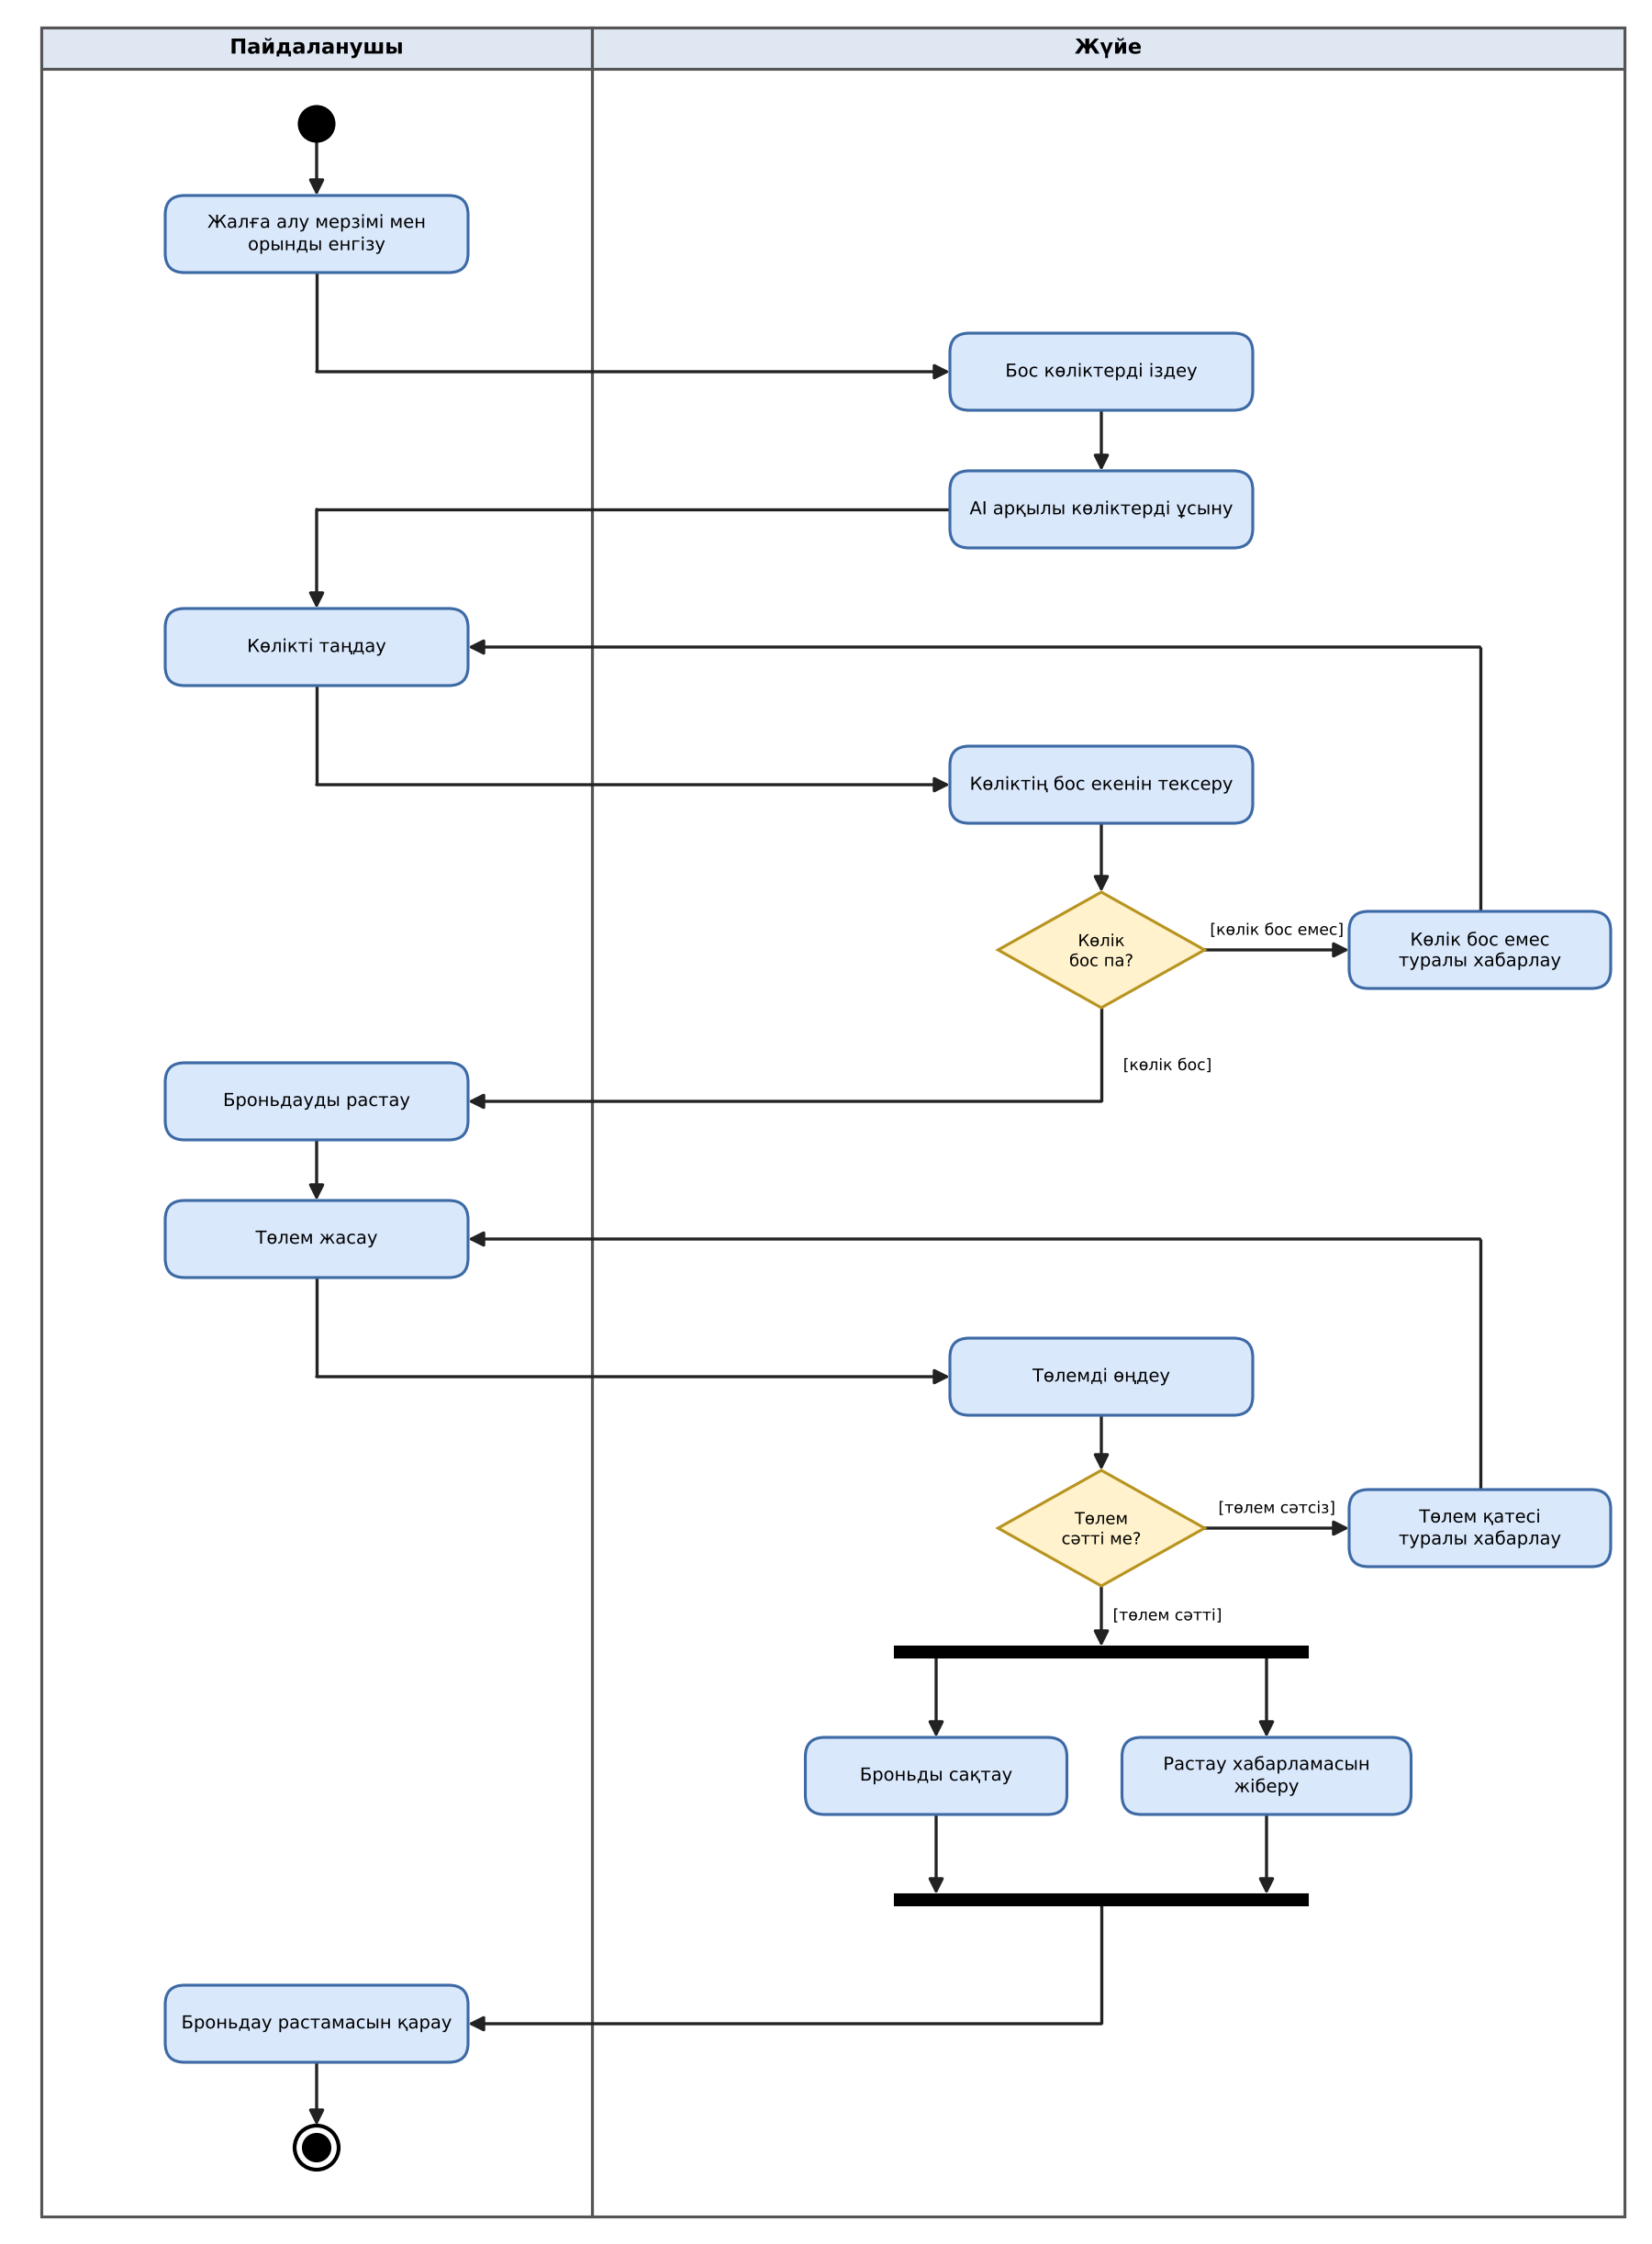 Пайдаланушы
Жүйе
Жалға алу мерзімі мен
орынды енгізу
Бос көліктерді іздеу
AI арқылы көліктерді ұсыну
Көлікті таңдау
Көліктің бос екенін тексеру
Көлік
бос па?
[көлік бос емес]
Көлік бос емес
туралы хабарлау
[көлік бос]
Броньдауды растау
Төлем жасау
Төлемді өңдеу
Төлем
сәтті ме?
[төлем сәтсіз]
Төлем қатесі
туралы хабарлау
[төлем сәтті]
Броньды сақтау
Растау хабарламасын
жіберу
Броньдау растамасын қарау